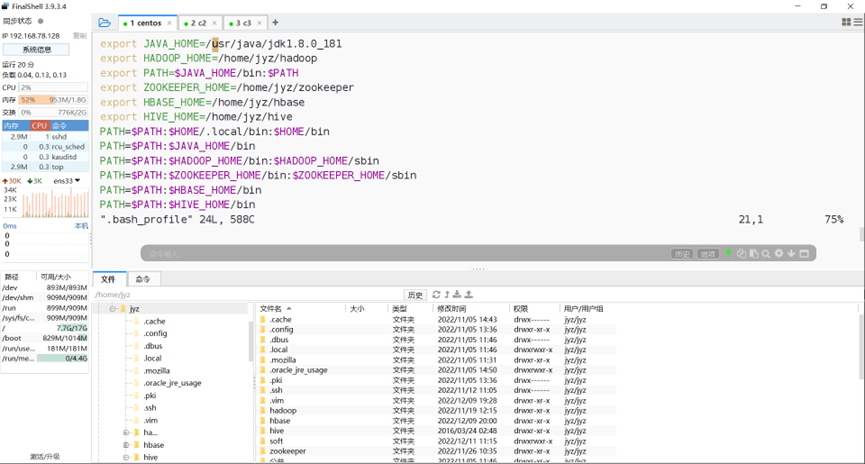 FinalShell 3.9.3.4
同步状态
1 centos
2 c2
3 c3
IP 192.168.78.128
复制
系统信息
运行 20 分
负载 0.04, 0.13, 0.13
CPU 2%
内存 52% 953M/1.8G
交换 0% 776K/2G
内存 CPU 命令
2.9M 1 sshd
0 0.3 rcu_sched
0 0.3 kauditd
2.9M 0.3 top
30K 3K ens33
34K
23K
11K
0ms 本机
0
0
0
路径 可用/大小
/dev 893M/893M
/dev/shm 909M/909M
/run 899M/909M
/sys/fs/c... 909M/909M
/ 7.7G/17G
/boot 829M/1014M
/run/use... 181M/181M
/run/me... 0/4.4G
激活/升级
export JAVA_HOME=/usr/java/jdk1.8.0_181
export HADOOP_HOME=/home/jyz/hadoop
export PATH=$JAVA_HOME/bin:$PATH
export ZOOKEEPER_HOME=/home/jyz/zookeeper
export HBASE_HOME=/home/jyz/hbase
export HIVE_HOME=/home/jyz/hive
PATH=$PATH:$HOME/.local/bin:$HOME/bin
PATH=$PATH:$JAVA_HOME/bin
PATH=$PATH:$HADOOP_HOME/bin:$HADOOP_HOME/sbin
PATH=$PATH:$ZOOKEEPER_HOME/bin:$ZOOKEEPER_HOME/sbin
PATH=$PATH:$HBASE_HOME/bin
PATH=$PATH:$HIVE_HOME/bin
".bash_profile" 24L, 588C 21,1 75%
命令输入 历史 选项
文件 命令
/home/jyz 历史
jyz
.cache
.config
.dbus
.local
.mozilla
.oracle_jre_usage
.pki
.ssh
.vim
ha...
hbase
hive
文件名 大小 类型 修改时间 权限 用户/用户组
.cache 文件夹 2022/11/05 14:43 drwx------ jyz/jyz
.config 文件夹 2022/11/05 13:36 drwxr-xr-x jyz/jyz
.dbus 文件夹 2022/11/05 11:46 drwx------ jyz/jyz
.local 文件夹 2022/11/05 11:46 drwxrwxr-x jyz/jyz
.mozilla 文件夹 2022/11/05 11:31 drwxr-xr-x jyz/jyz
.oracle_jre_usage 文件夹 2022/11/05 14:50 drwxrwxr-x jyz/jyz
.pki 文件夹 2022/11/05 13:36 drwx------ jyz/jyz
.ssh 文件夹 2022/11/12 11:05 drwx------ jyz/jyz
.vim 文件夹 2022/12/09 19:28 drwxr-xr-x jyz/jyz
hadoop 文件夹 2022/11/19 12:15 drwxr-xr-x jyz/jyz
hbase 文件夹 2022/12/09 20:00 drwxr-xr-x jyz/jyz
hive 文件夹 2016/03/24 02:48 drwxr-xr-x jyz/jyz
soft 文件夹 2022/12/11 11:15 drwxrwxr-x jyz/jyz
zookeeper 文件夹 2022/11/26 10:35 drwxr-xr-x jyz/jyz
公共 文件夹 2022/11/05 11:46 drwxr-xr-x jyz/jyz